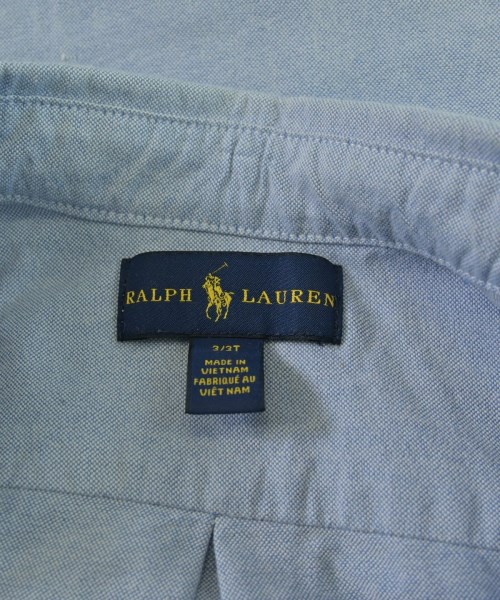 RALPH LAUREN
3/3T
MADE IN
VIETNAM
FABRIQUÉ AU
VIÊT NAM